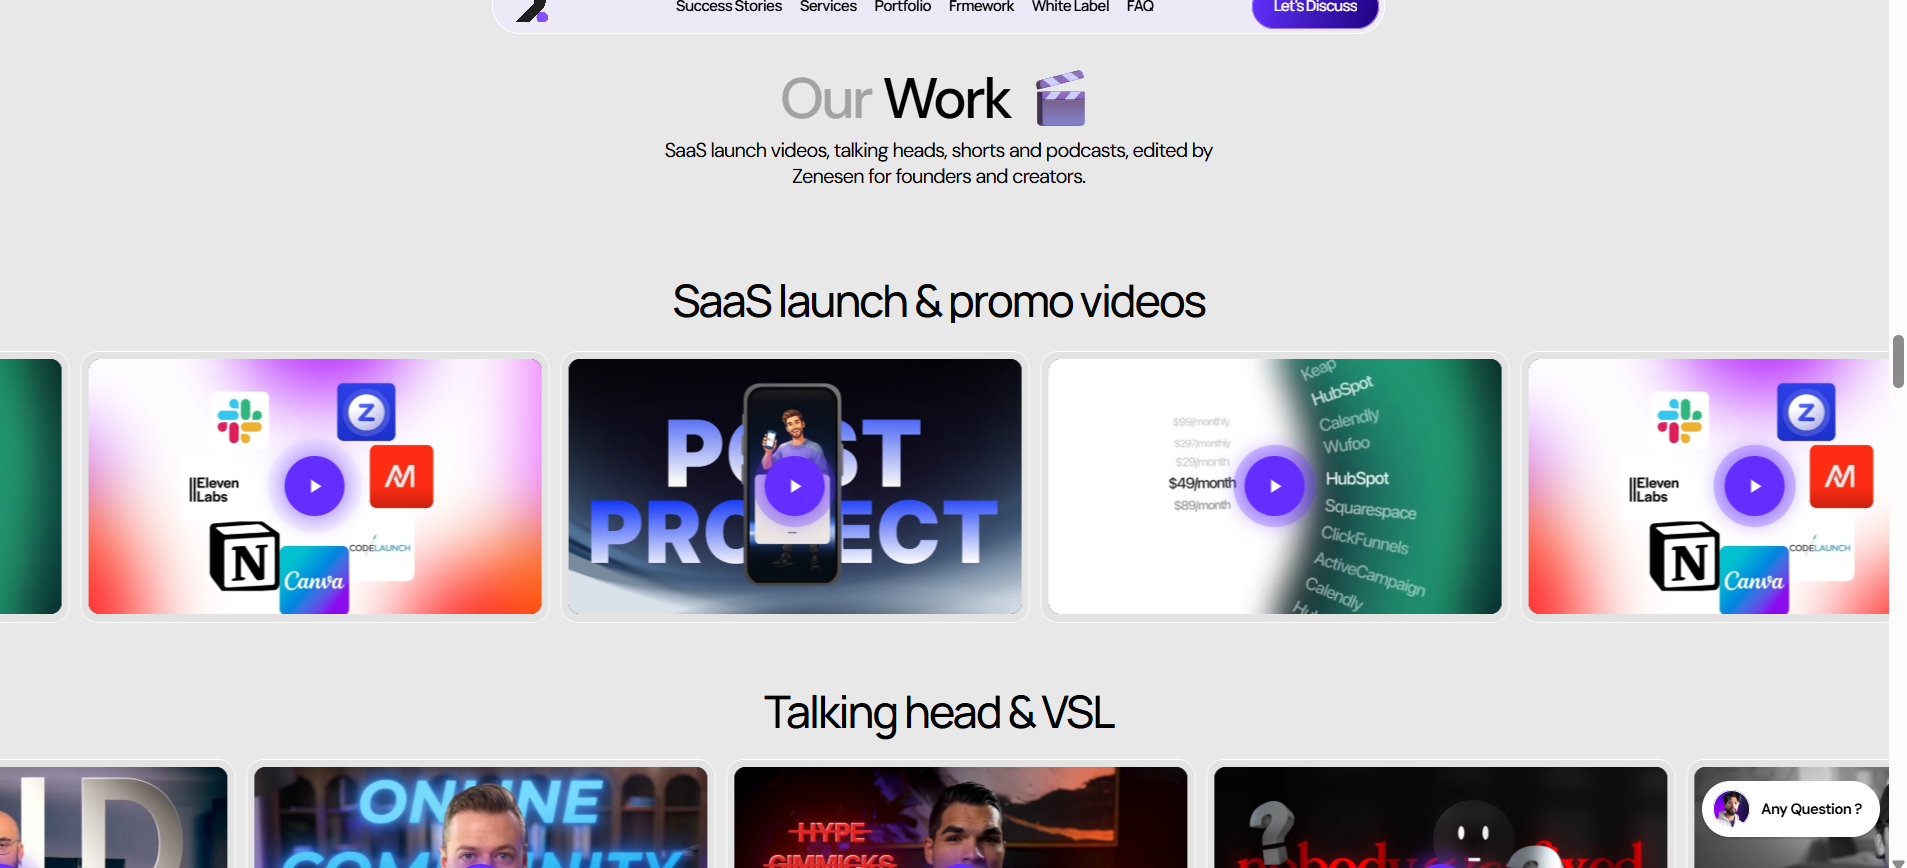 Success Stories Services Portfolio Frmework White Label FAQ Let's Discuss
Our Work
SaaS launch videos, talking heads, shorts and podcasts, edited by
Zenesen for founders and creators.
SaaS launch & promo videos
Z
Eleven
Labs
N
Canva
CODELAUNCH
POST
PROJECT
$99/monthly
$297/monthly
$29/month
$49/month
$89/month
Keap
HubSpot
Calendly
Wufoo
HubSpot
Squarespace
ClickFunnels
ActiveCampaign
Calendly
Z
Eleven
Labs
N
Canva
CODELAUNCH
Talking head & VSL
ONLINE
COMMUNITY
HYPE
GIMMICKS
?
nobody
Any Question ?